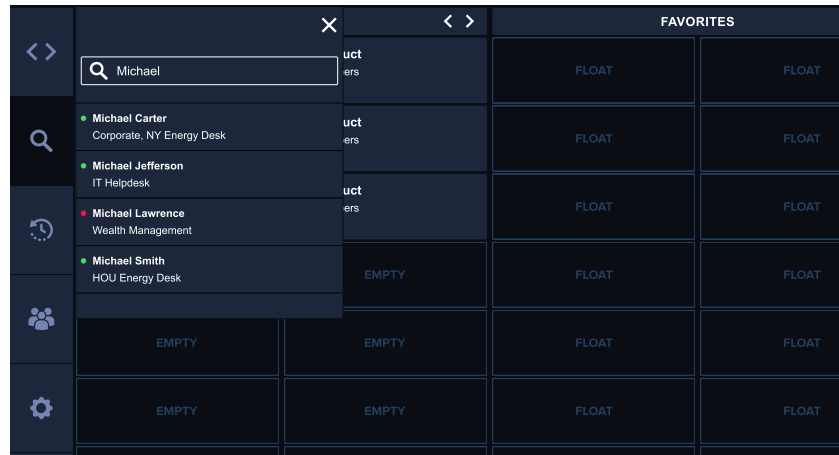 Michael
Michael Carter
Corporate, NY Energy Desk
Michael Jefferson
IT Helpdesk
Michael Lawrence
Wealth Management
Michael Smith
HOU Energy Desk
uct
ers
uct
ers
uct
ers
EMPTY
EMPTY EMPTY
EMPTY EMPTY
FAVORITES
FLOAT FLOAT
FLOAT FLOAT
FLOAT FLOAT
FLOAT FLOAT
FLOAT FLOAT
FLOAT FLOAT